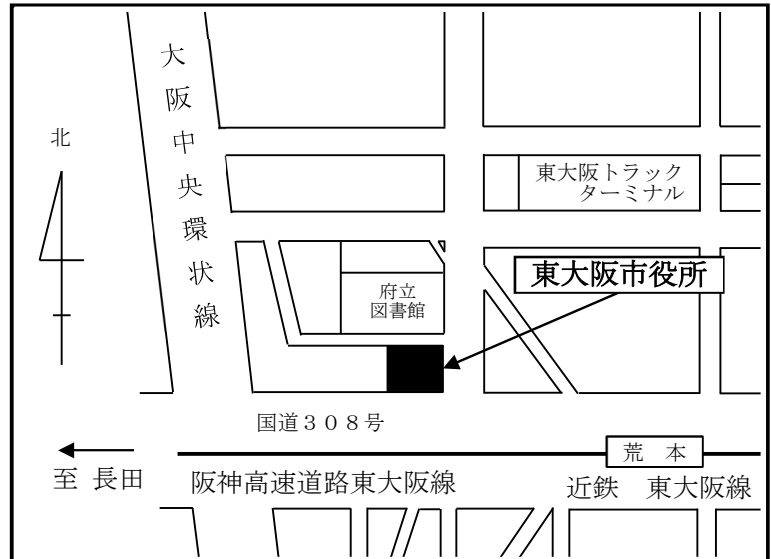 大阪中央環状線
北
東大阪トラック
ターミナル
東大阪市役所
府立
図書館
国道３０８号
荒　本
至 長田
阪神高速道路東大阪線
近鉄　東大阪線